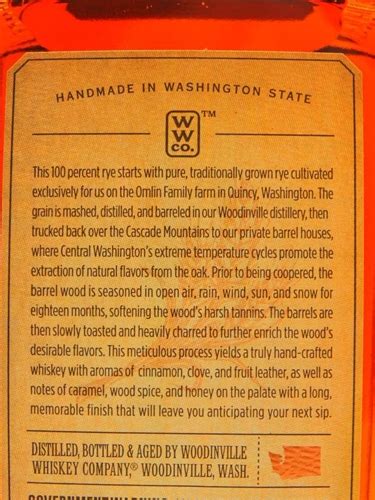 HANDMADE IN WASHINGTON STATE
W
W
CO.
™
This 100 percent rye starts with pure, traditionally grown rye cultivated
exclusively for us on the Omlin Family farm in Quincy, Washington. The
grain is mashed, distilled, and barreled in our Woodinville distillery, then
trucked back over the Cascade Mountains to our private barrel houses,
where Central Washington's extreme temperature cycles promote the
extraction of natural flavors from the oak. Prior to being coopered, the
barrel wood is seasoned in open air, rain, wind, sun, and snow for
eighteen months, softening the wood's harsh tannins. The barrels are
then slowly toasted and heavily charred to further enrich the wood's
desirable flavors. This meticulous process yields a truly hand-crafted
whiskey with aromas of cinnamon, clove, and fruit leather, as well as
notes of caramel, wood spice, and honey on the palate with a long,
memorable finish that will leave you anticipating your next sip.
DISTILLED, BOTTLED & AGED BY WOODINVILLE
WHISKEY COMPANY,® WOODINVILLE, WASH.